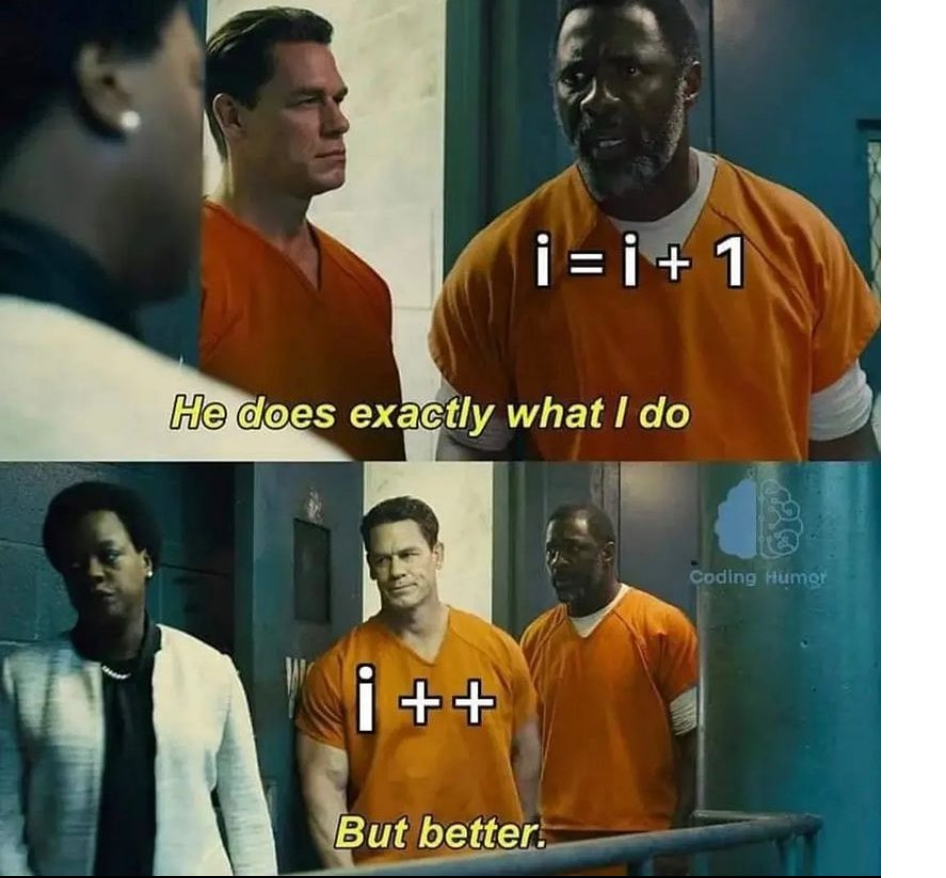 i = i + 1
He does exactly what I do
Coding Humor
i ++
But better.